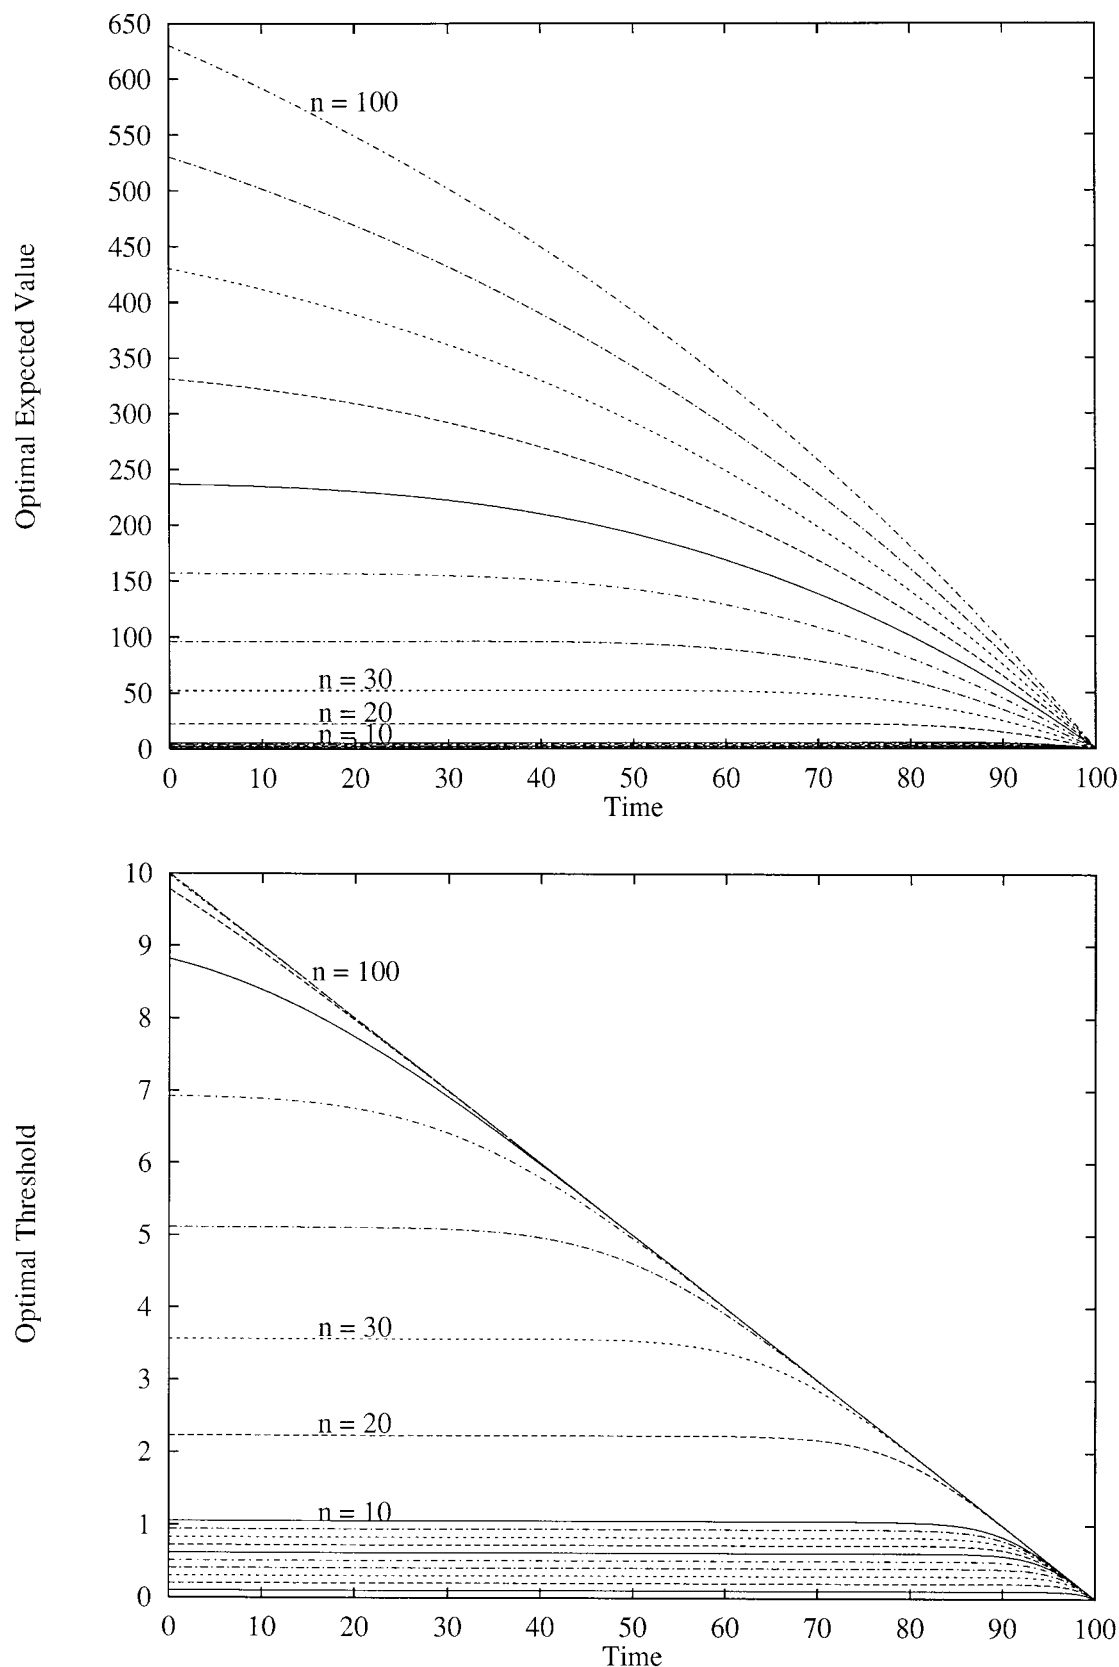 650
600
550
500
450
400
350
300
250
200
150
100
50
0
Optimal Expected Value
n = 100
n = 30
n = 20
n = 10
0 10 20 30 40 50 60 70 80 90 100
Time
10
9
8
7
6
5
4
3
2
1
0
Optimal Threshold
n = 100
n = 30
n = 20
n = 10
0 10 20 30 40 50 60 70 80 90 100
Time